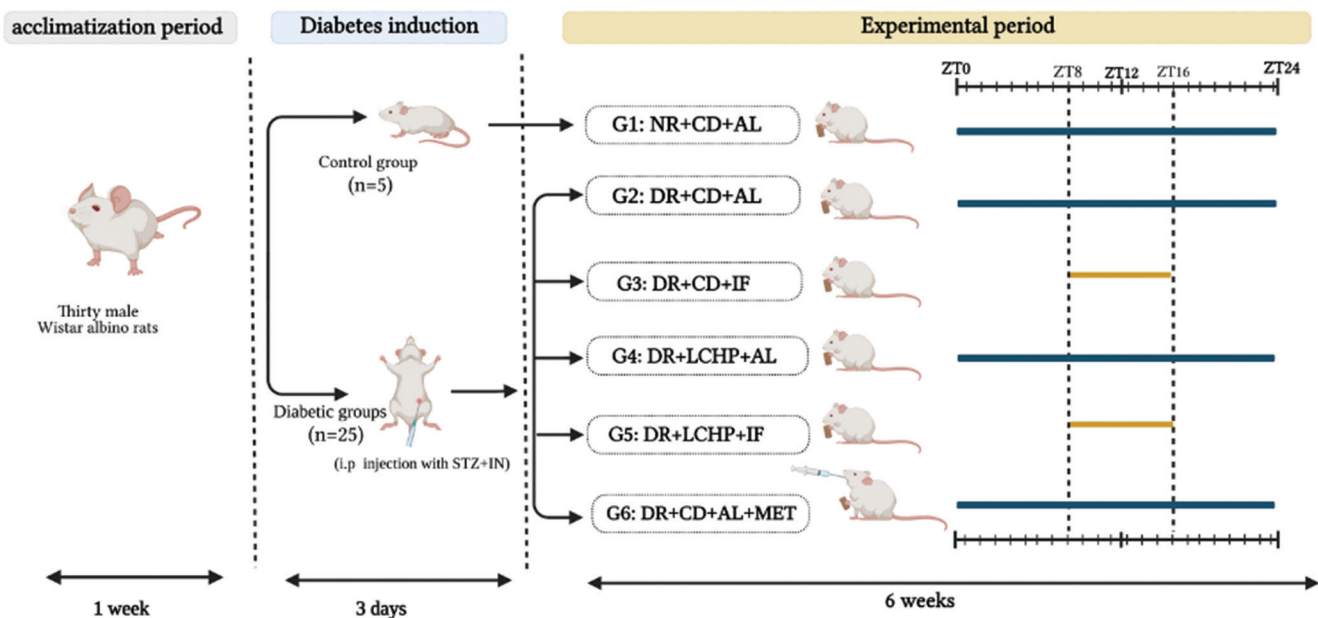 acclimatization period
Diabetes induction
Experimental period
ZT0
ZT8
ZT12
ZT16
ZT24
G1: NR+CD+AL
Control group
(n=5)
G2: DR+CD+AL
G3: DR+CD+IF
Thirty male
Wistar albino rats
G4: DR+LCHP+AL
Diabetic groups
(n=25)
G5: DR+LCHP+IF
(i.p injection with STZ+IN)
G6: DR+CD+AL+MET
1 week
3 days
6 weeks